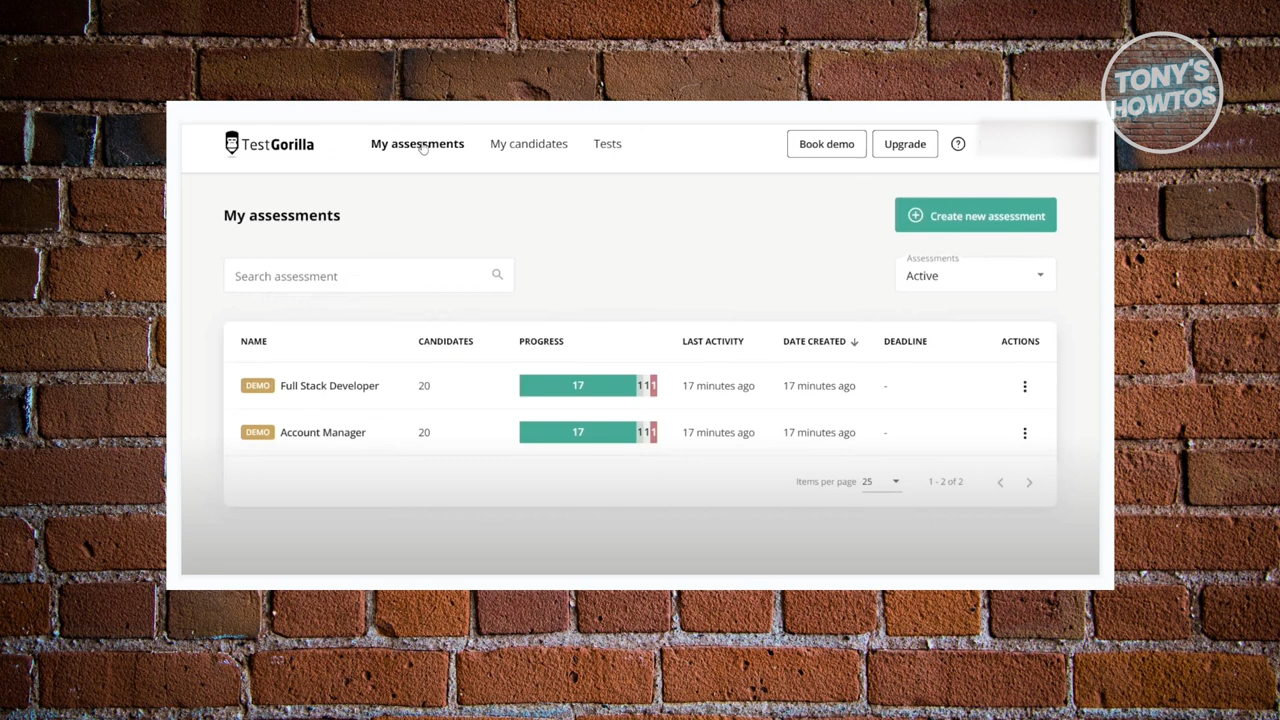 TONY'S
HOWTOS
TestGorilla My assessments My candidates Tests Book demo Upgrade ?
My assessments Create new assessment
Assessments
Search assessment Active
NAME CANDIDATES PROGRESS LAST ACTIVITY DATE CREATED DEADLINE ACTIONS
DEMO Full Stack Developer 20 17 1 1 1 17 minutes ago 17 minutes ago -
DEMO Account Manager 20 17 1 1 1 17 minutes ago 17 minutes ago -
Items per page 25 1 - 2 of 2